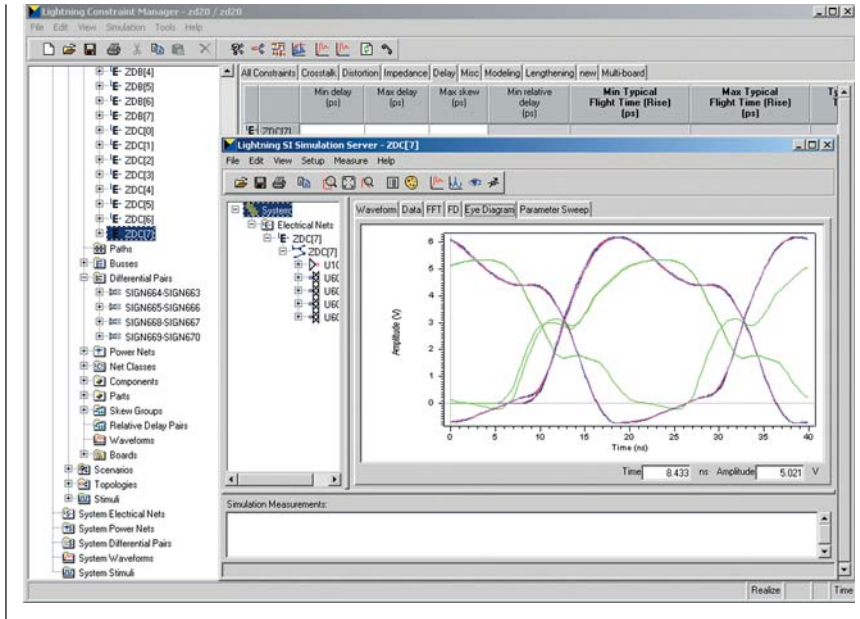 Lightning Constraint Manager - zd20 / zd20
File Edit View Simulation Tools Help
ZDB[4]
ZDB[5]
ZDB[6]
ZDB[7]
ZDC[0]
ZDC[1]
ZDC[2]
ZDC[3]
ZDC[4]
ZDC[5]
ZDC[6]
ZDC[7]
Paths
Busses
Differential Pairs
SIGN664-SIGN663
SIGN665-SIGN666
SIGN668-SIGN667
SIGN669-SIGN670
Power Nets
Net Classes
Components
Parts
Skew Groups
Relative Delay Pairs
Waveforms
Boards
Scenarios
Topologies
Stimuli
System Electrical Nets
System Power Nets
System Differential Pairs
System Waveforms
System Stimuli
All Constraints Crosstalk Distortion Impedance Delay Misc Modeling Lengthening new Multi-board
Min delay (ps)
Max delay (ps)
Max skew (ps)
Min relative delay (ps)
Min Typical Flight Time (Rise) (ps)
Max Typical Flight Time (Rise) (ps)
ZDC[7]
Lightning SI Simulation Server - ZDC[7]
File Edit View Setup Measure Help
System
Electrical Nets
ZDC[7]
ZDC[7]
Waveform Data FFT FD Eye Diagram Parameter Sweep
Amplitude (V)
6
5
4
3
2
1
0
0 5 10 15 20 25 30 35 40
Time (ns)
Time 8.433 ns Amplitude 5.021 V
Simulation Measurements:
Realize Time